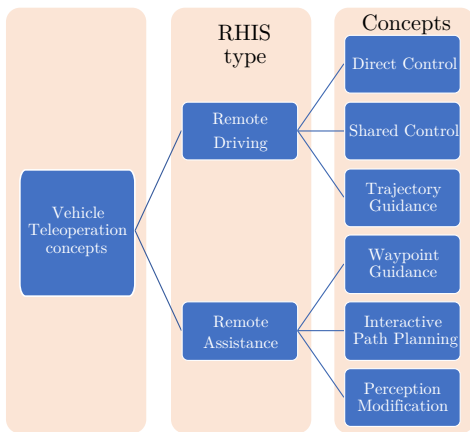 Vehicle
Teleoperation
concepts
RHIS
type
Remote
Driving
Remote
Assistance
Concepts
Direct Control
Shared Control
Trajectory
Guidance
Waypoint
Guidance
Interactive
Path Planning
Perception
Modification